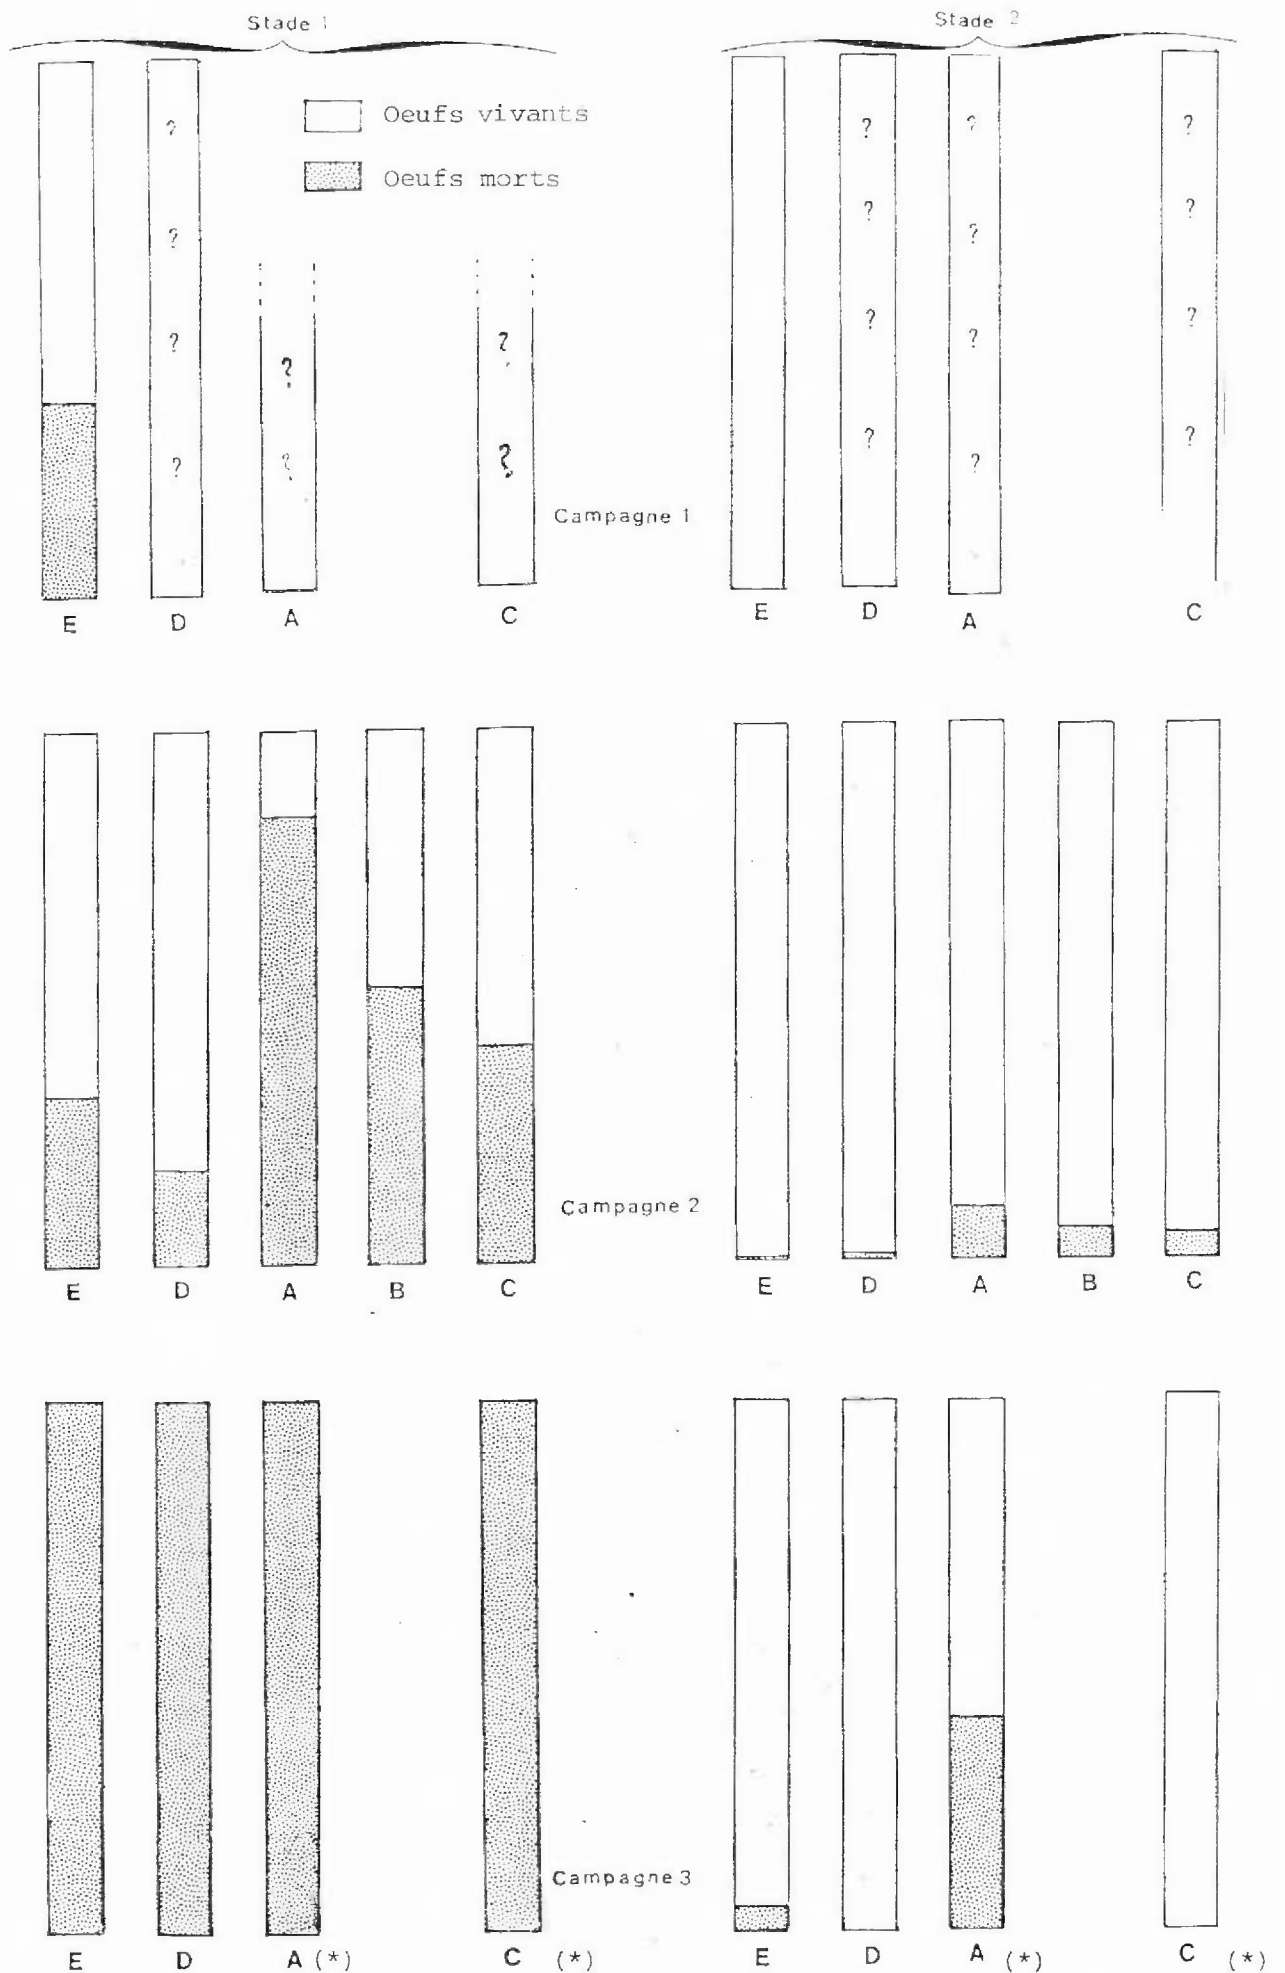 Stade 1
Stade 2
Oeufs vivants
Oeufs morts
? ? ? ?
? ?
? ?
? ? ? ?
? ? ? ?
? ? ? ?
Campagne 1
E D A C
E D A C
Campagne 2
E D A B C
E D A B C
Campagne 3
E D A (*) C (*)
E D A (*) C (*)